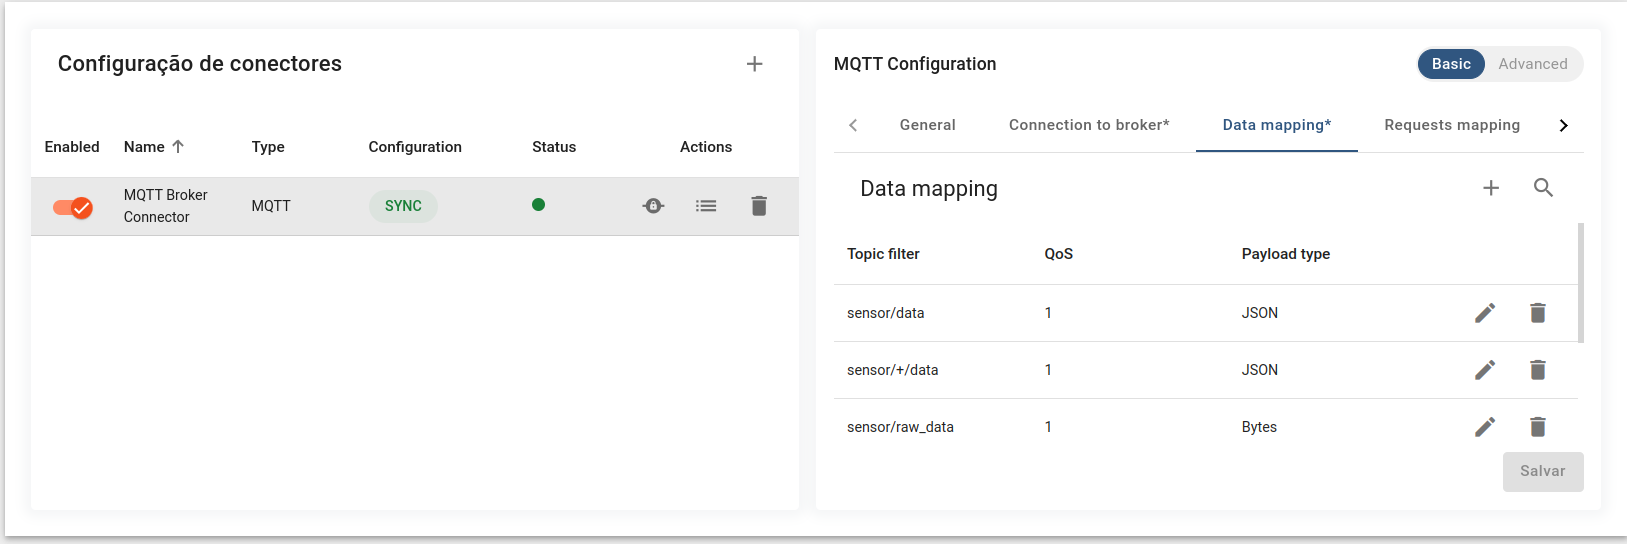 Configuração de conectores
Enabled Name Type Configuration Status Actions
MQTT Broker
Connector
MQTT
SYNC
MQTT Configuration
Basic Advanced
General Connection to broker* Data mapping* Requests mapping
Data mapping
Topic filter QoS Payload type
sensor/data 1 JSON
sensor/+/data 1 JSON
sensor/raw_data 1 Bytes
Salvar